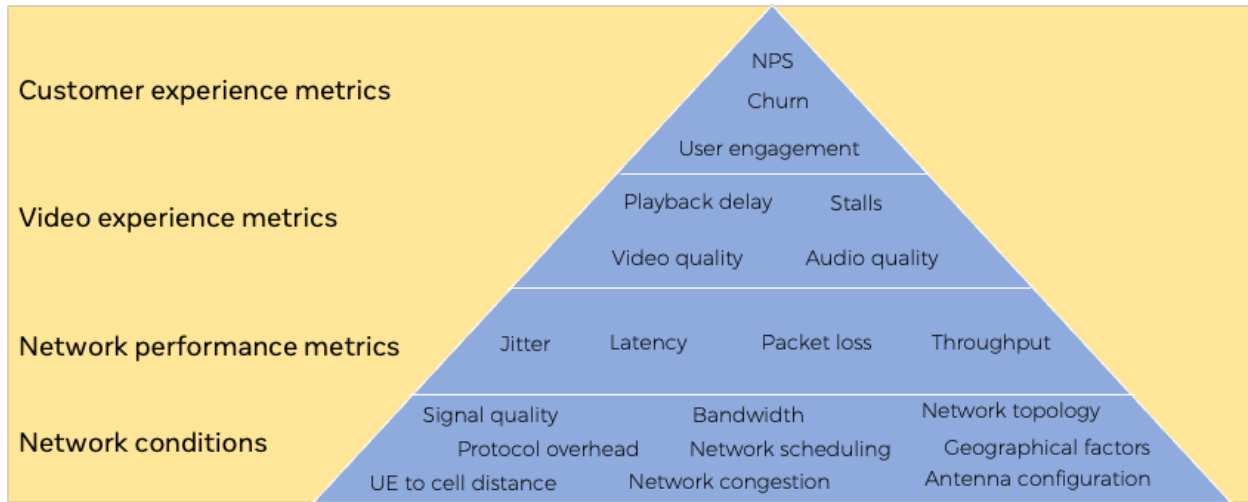 NPS
Customer experience metrics
Churn
User engagement
Playback delay Stalls
Video experience metrics
Video quality Audio quality
Network performance metrics Jitter Latency Packet loss Throughput
Signal quality Bandwidth Network topology
Network conditions Protocol overhead Network scheduling Geographical factors
UE to cell distance Network congestion Antenna configuration